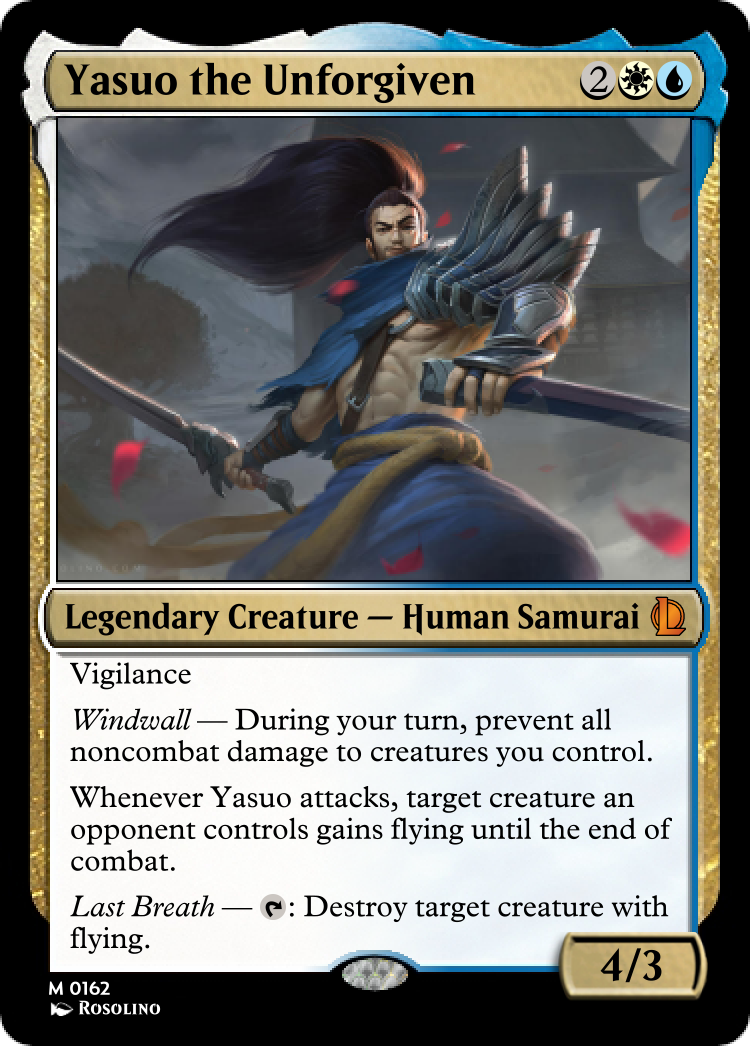 Yasuo the Unforgiven 2
Legendary Creature — Human Samurai
Vigilance
Windwall — During your turn, prevent all
noncombat damage to creatures you control.
Whenever Yasuo attacks, target creature an
opponent controls gains flying until the end of
combat.
Last Breath — : Destroy target creature with
flying.
4/3
M 0162
Rosolino